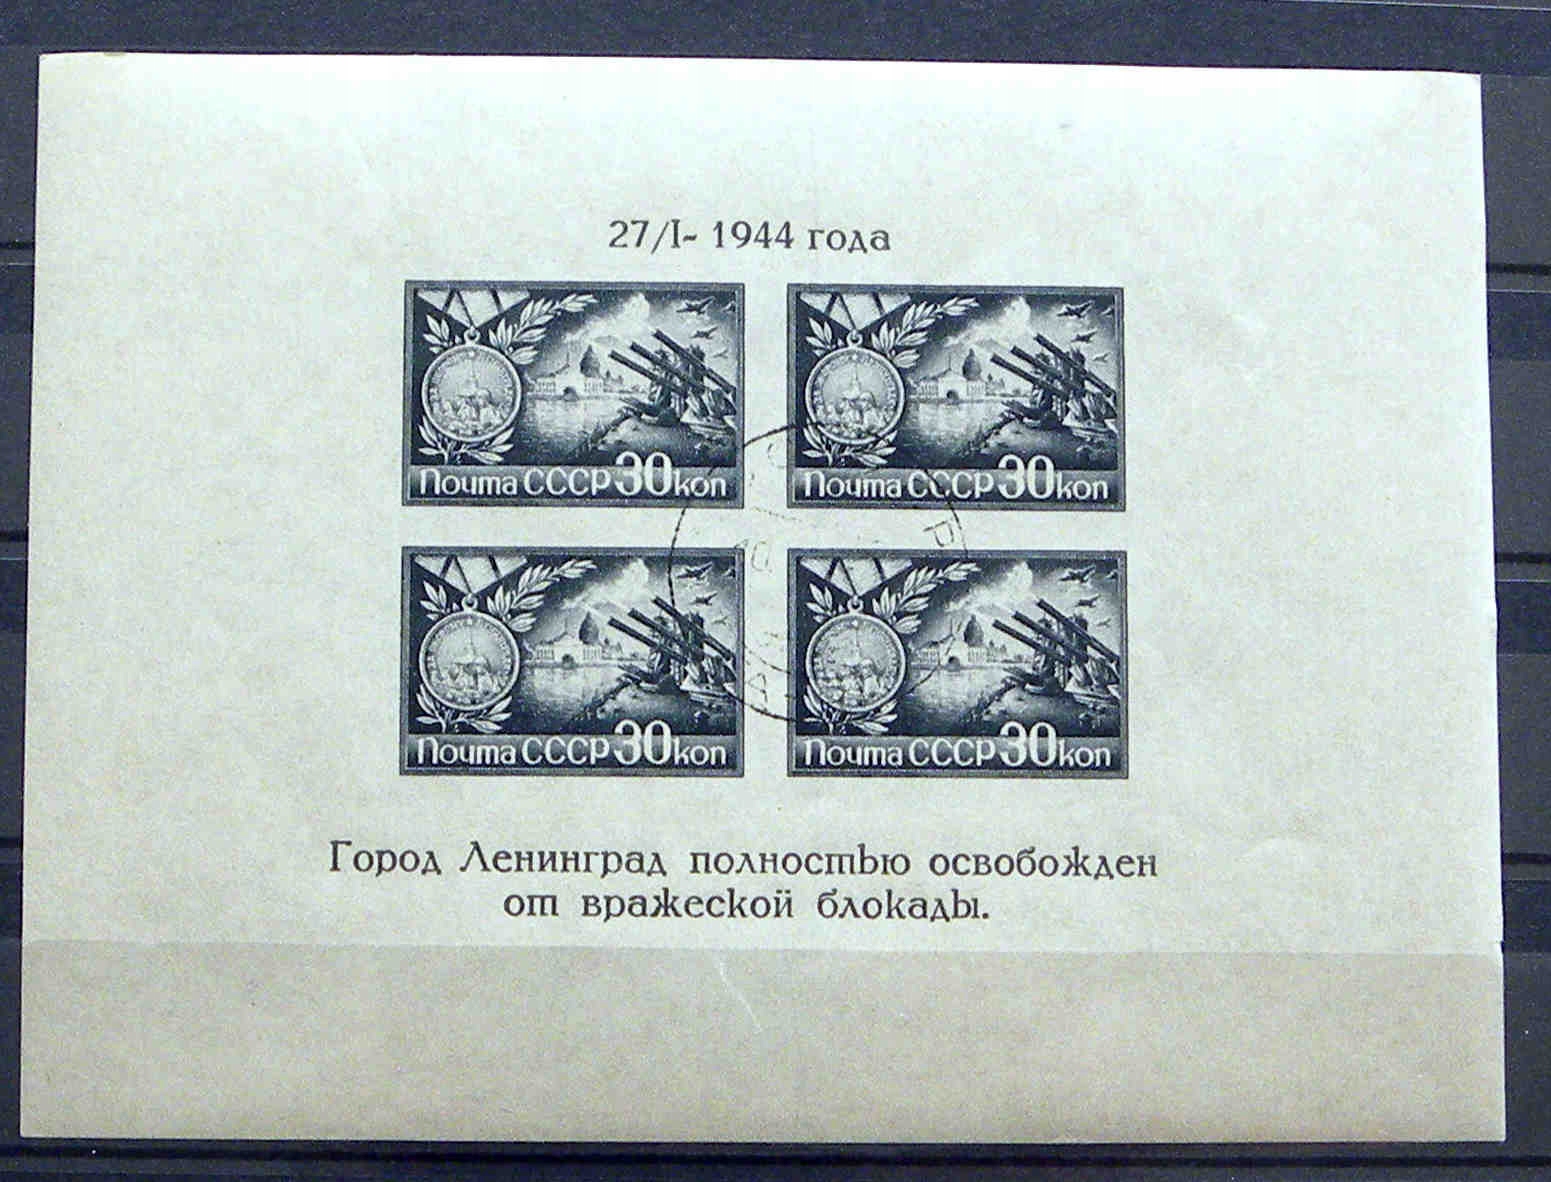 27/I- 1944 года
Почта СССР 30 коп
Почта СССР 30 коп
Почта СССР 30 коп
Почта СССР 30 коп
Город Ленинград полностью освобожден
от вражеской блокады.